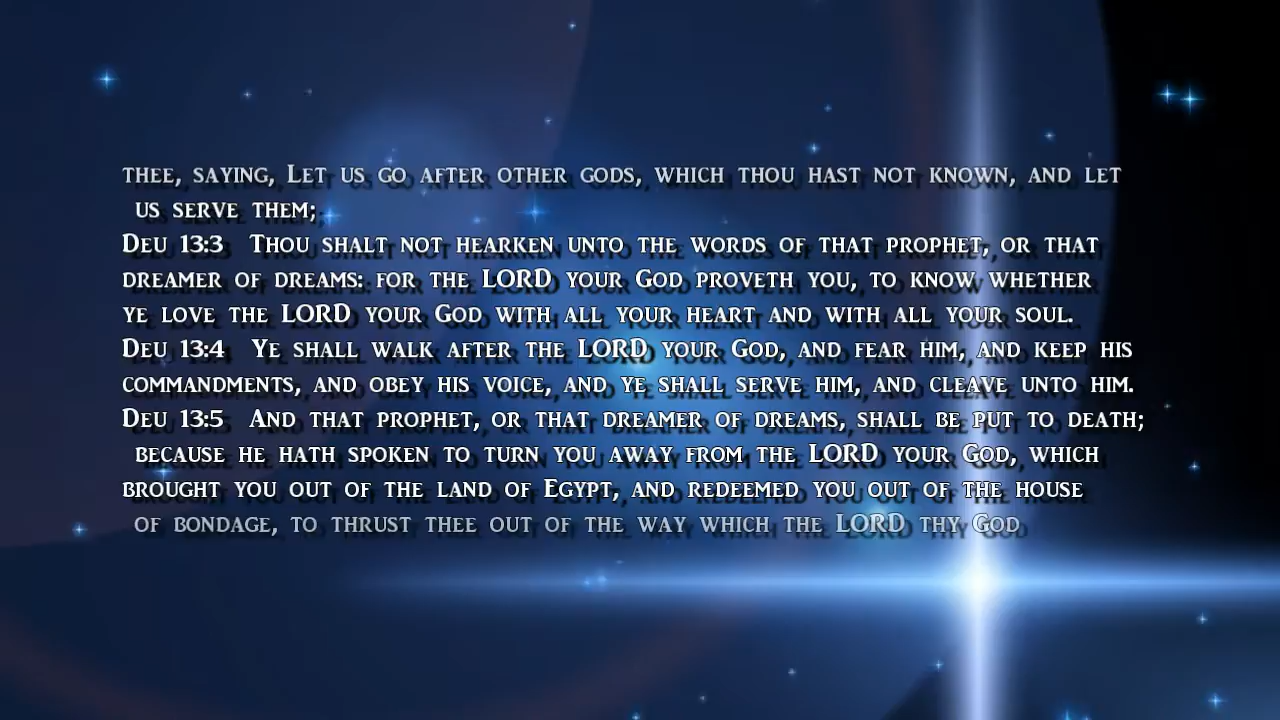 thee, saying, Let us go after other gods, which thou hast not known, and let
us serve them;
Deu 13:3 Thou shalt not hearken unto the words of that prophet, or that
dreamer of dreams: for the LORD your God proveth you, to know whether
ye love the LORD your God with all your heart and with all your soul.
Deu 13:4 Ye shall walk after the LORD your God, and fear him, and keep his
commandments, and obey his voice, and ye shall serve him, and cleave unto him.
Deu 13:5 And that prophet, or that dreamer of dreams, shall be put to death;
because he hath spoken to turn you away from the LORD your God, which
brought you out of the land of Egypt, and redeemed you out of the house
of bondage, to thrust thee out of the way which the LORD thy God